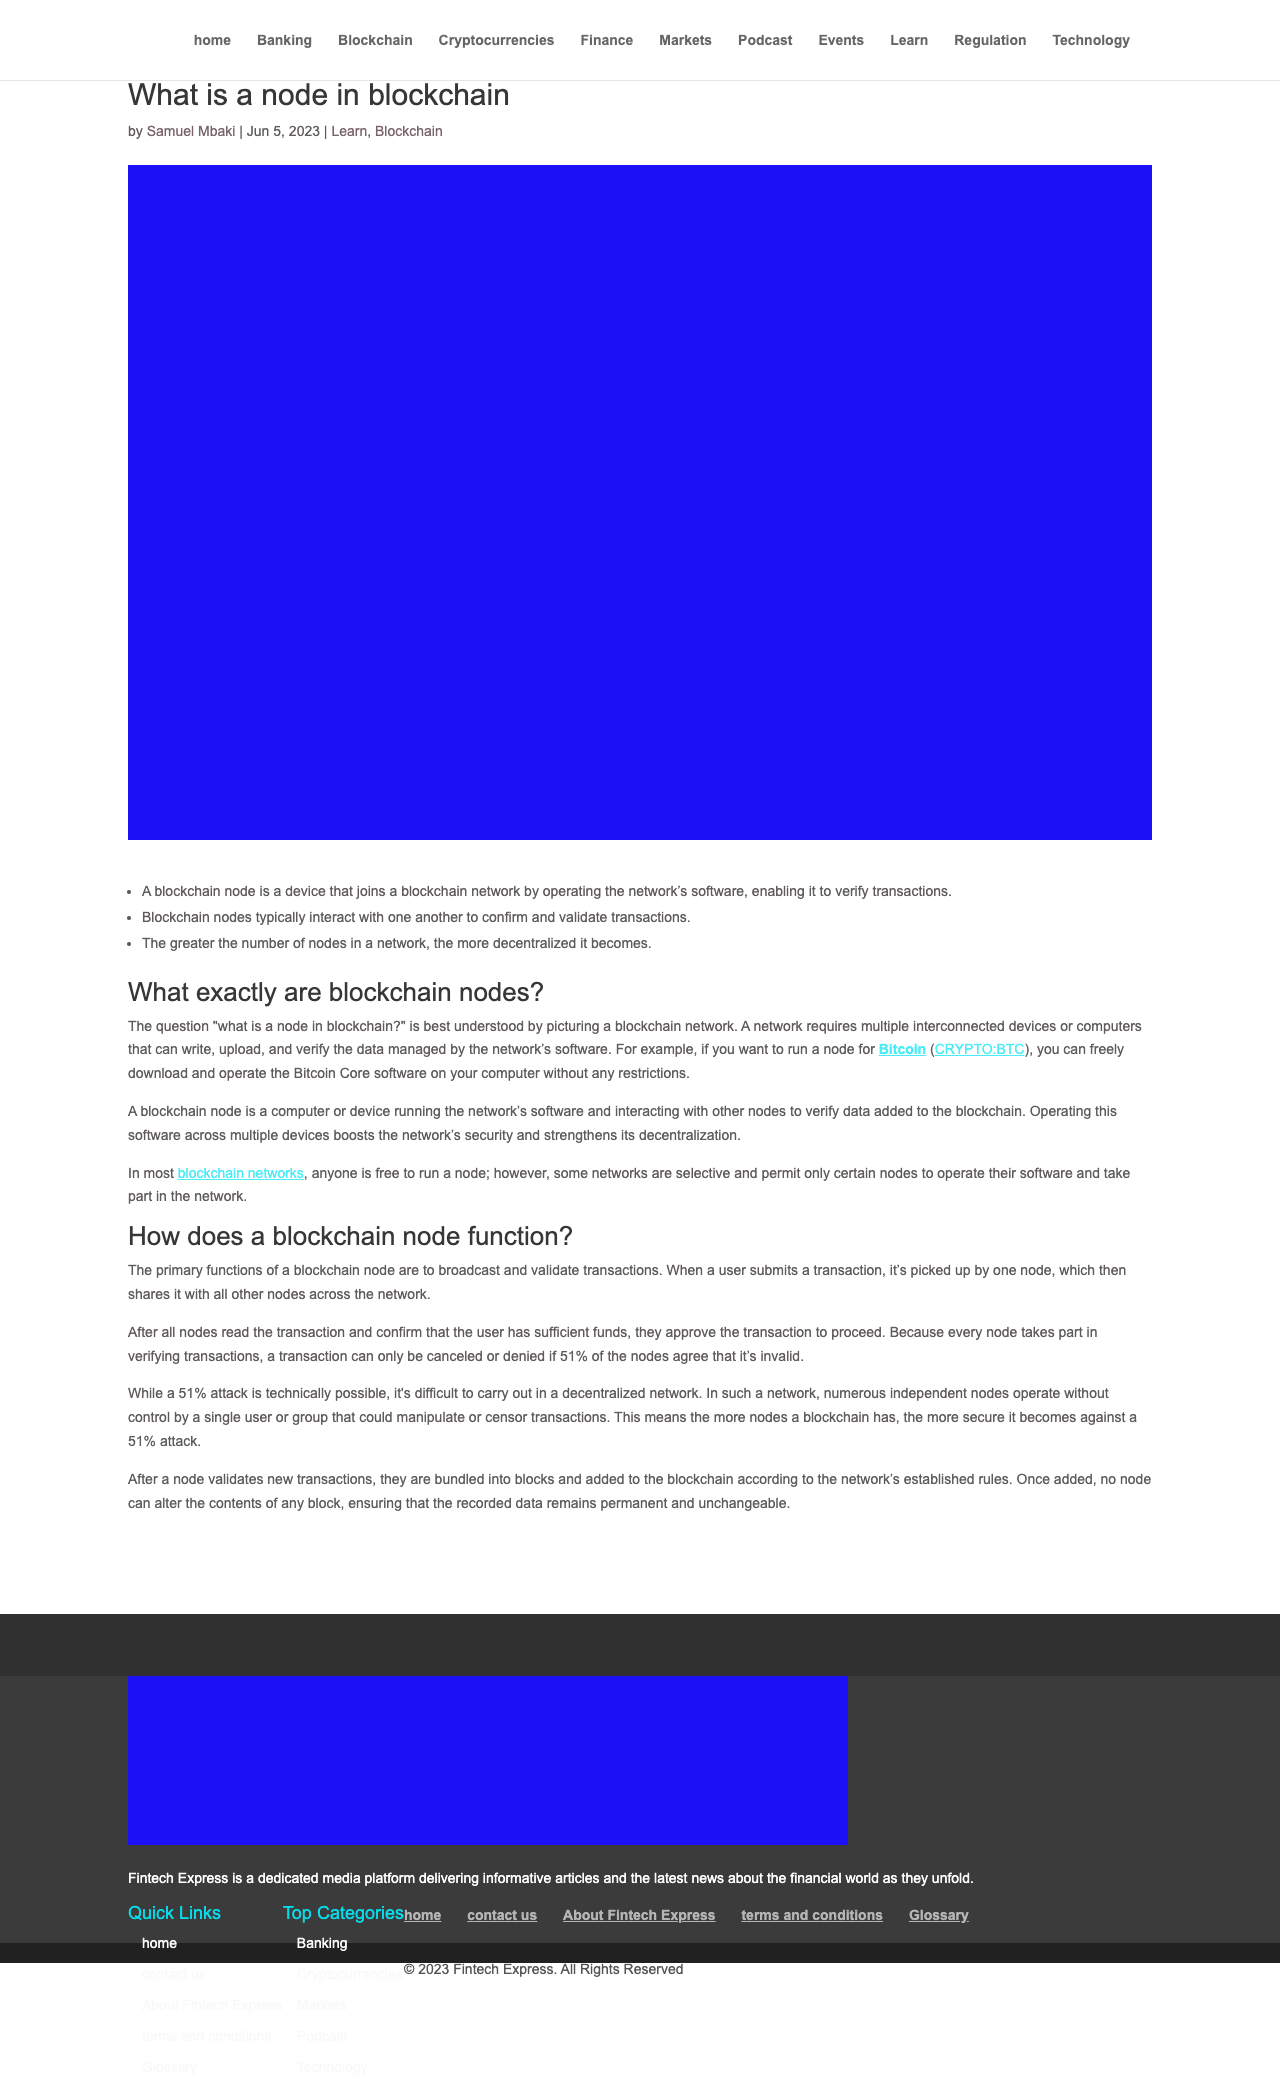 home Banking Blockchain Cryptocurrencies Finance Markets Podcast Events Learn Regulation Technology
What is a node in blockchain
by Samuel Mbaki | Jun 5, 2023 | Learn, Blockchain
• A blockchain node is a device that joins a blockchain network by operating the network’s software, enabling it to verify transactions.
• Blockchain nodes typically interact with one another to confirm and validate transactions.
• The greater the number of nodes in a network, the more decentralized it becomes.
What exactly are blockchain nodes?
The question "what is a node in blockchain?" is best understood by picturing a blockchain network. A network requires multiple interconnected devices or computers
that can write, upload, and verify the data managed by the network’s software. For example, if you want to run a node for Bitcoin (CRYPTO:BTC), you can freely
download and operate the Bitcoin Core software on your computer without any restrictions.
A blockchain node is a computer or device running the network’s software and interacting with other nodes to verify data added to the blockchain. Operating this
software across multiple devices boosts the network’s security and strengthens its decentralization.
In most blockchain networks, anyone is free to run a node; however, some networks are selective and permit only certain nodes to operate their software and take
part in the network.
How does a blockchain node function?
The primary functions of a blockchain node are to broadcast and validate transactions. When a user submits a transaction, it’s picked up by one node, which then
shares it with all other nodes across the network.
After all nodes read the transaction and confirm that the user has sufficient funds, they approve the transaction to proceed. Because every node takes part in
verifying transactions, a transaction can only be canceled or denied if 51% of the nodes agree that it’s invalid.
While a 51% attack is technically possible, it's difficult to carry out in a decentralized network. In such a network, numerous independent nodes operate without
control by a single user or group that could manipulate or censor transactions. This means the more nodes a blockchain has, the more secure it becomes against a
51% attack.
After a node validates new transactions, they are bundled into blocks and added to the blockchain according to the network’s established rules. Once added, no node
can alter the contents of any block, ensuring that the recorded data remains permanent and unchangeable.
Fintech Express is a dedicated media platform delivering informative articles and the latest news about the financial world as they unfold.
Quick Links
home
contact us
About Fintech Express
terms and conditions
Glossary
Top Categories
Banking
Cryptocurrencies
Markets
Podcast
Technology
home contact us About Fintech Express terms and conditions Glossary
© 2023 Fintech Express. All Rights Reserved